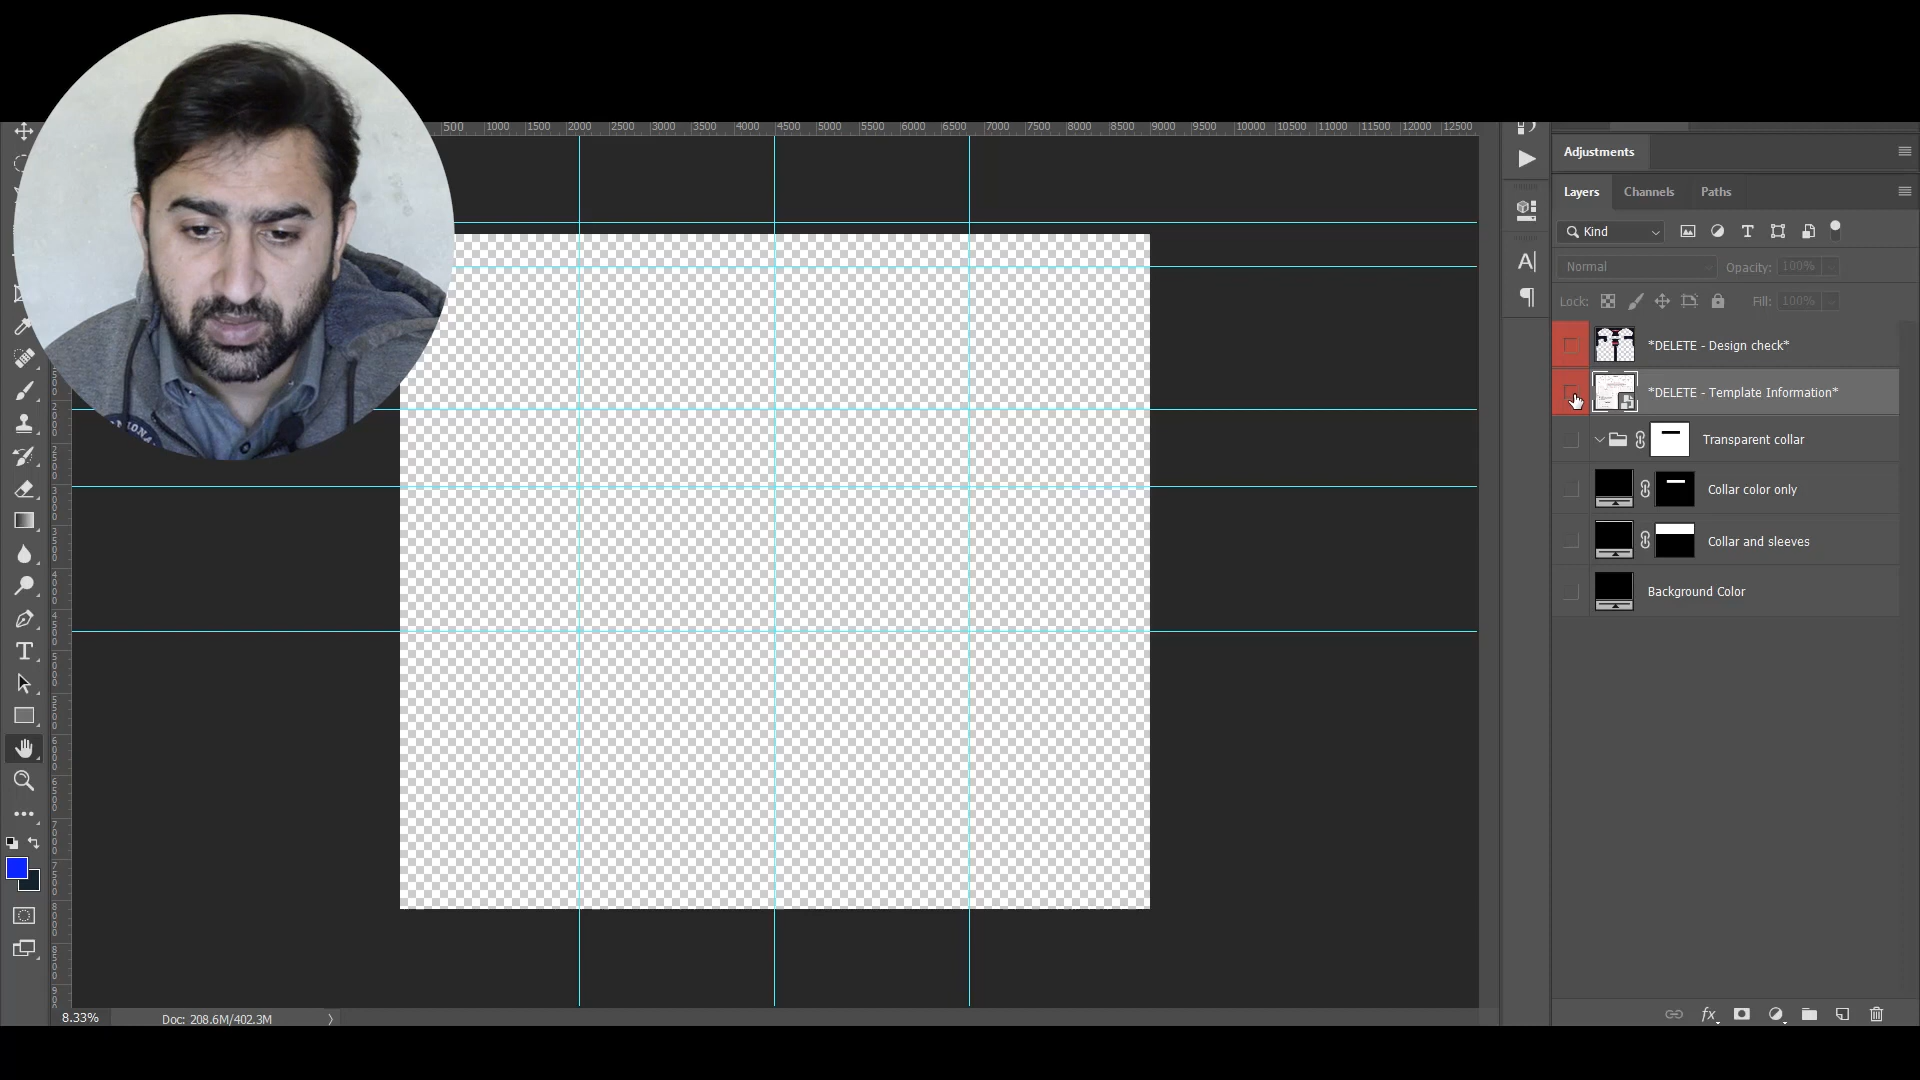 500 1000 1500 2000 2500 3000 3500 4000 4500 5000 5500 6000 6500 7000 7500 8000 8500 9000 9500 10000 10500 11000 11500 12000 12500
Adjustments
Layers Channels Paths
Kind
Normal Opacity: 100%
Lock: Fill: 100%
*DELETE - Design check*
*DELETE - Template Information*
Transparent collar
Collar color only
Collar and sleeves
Background Color
8.33% Doc: 208.6M/402.3M
fx